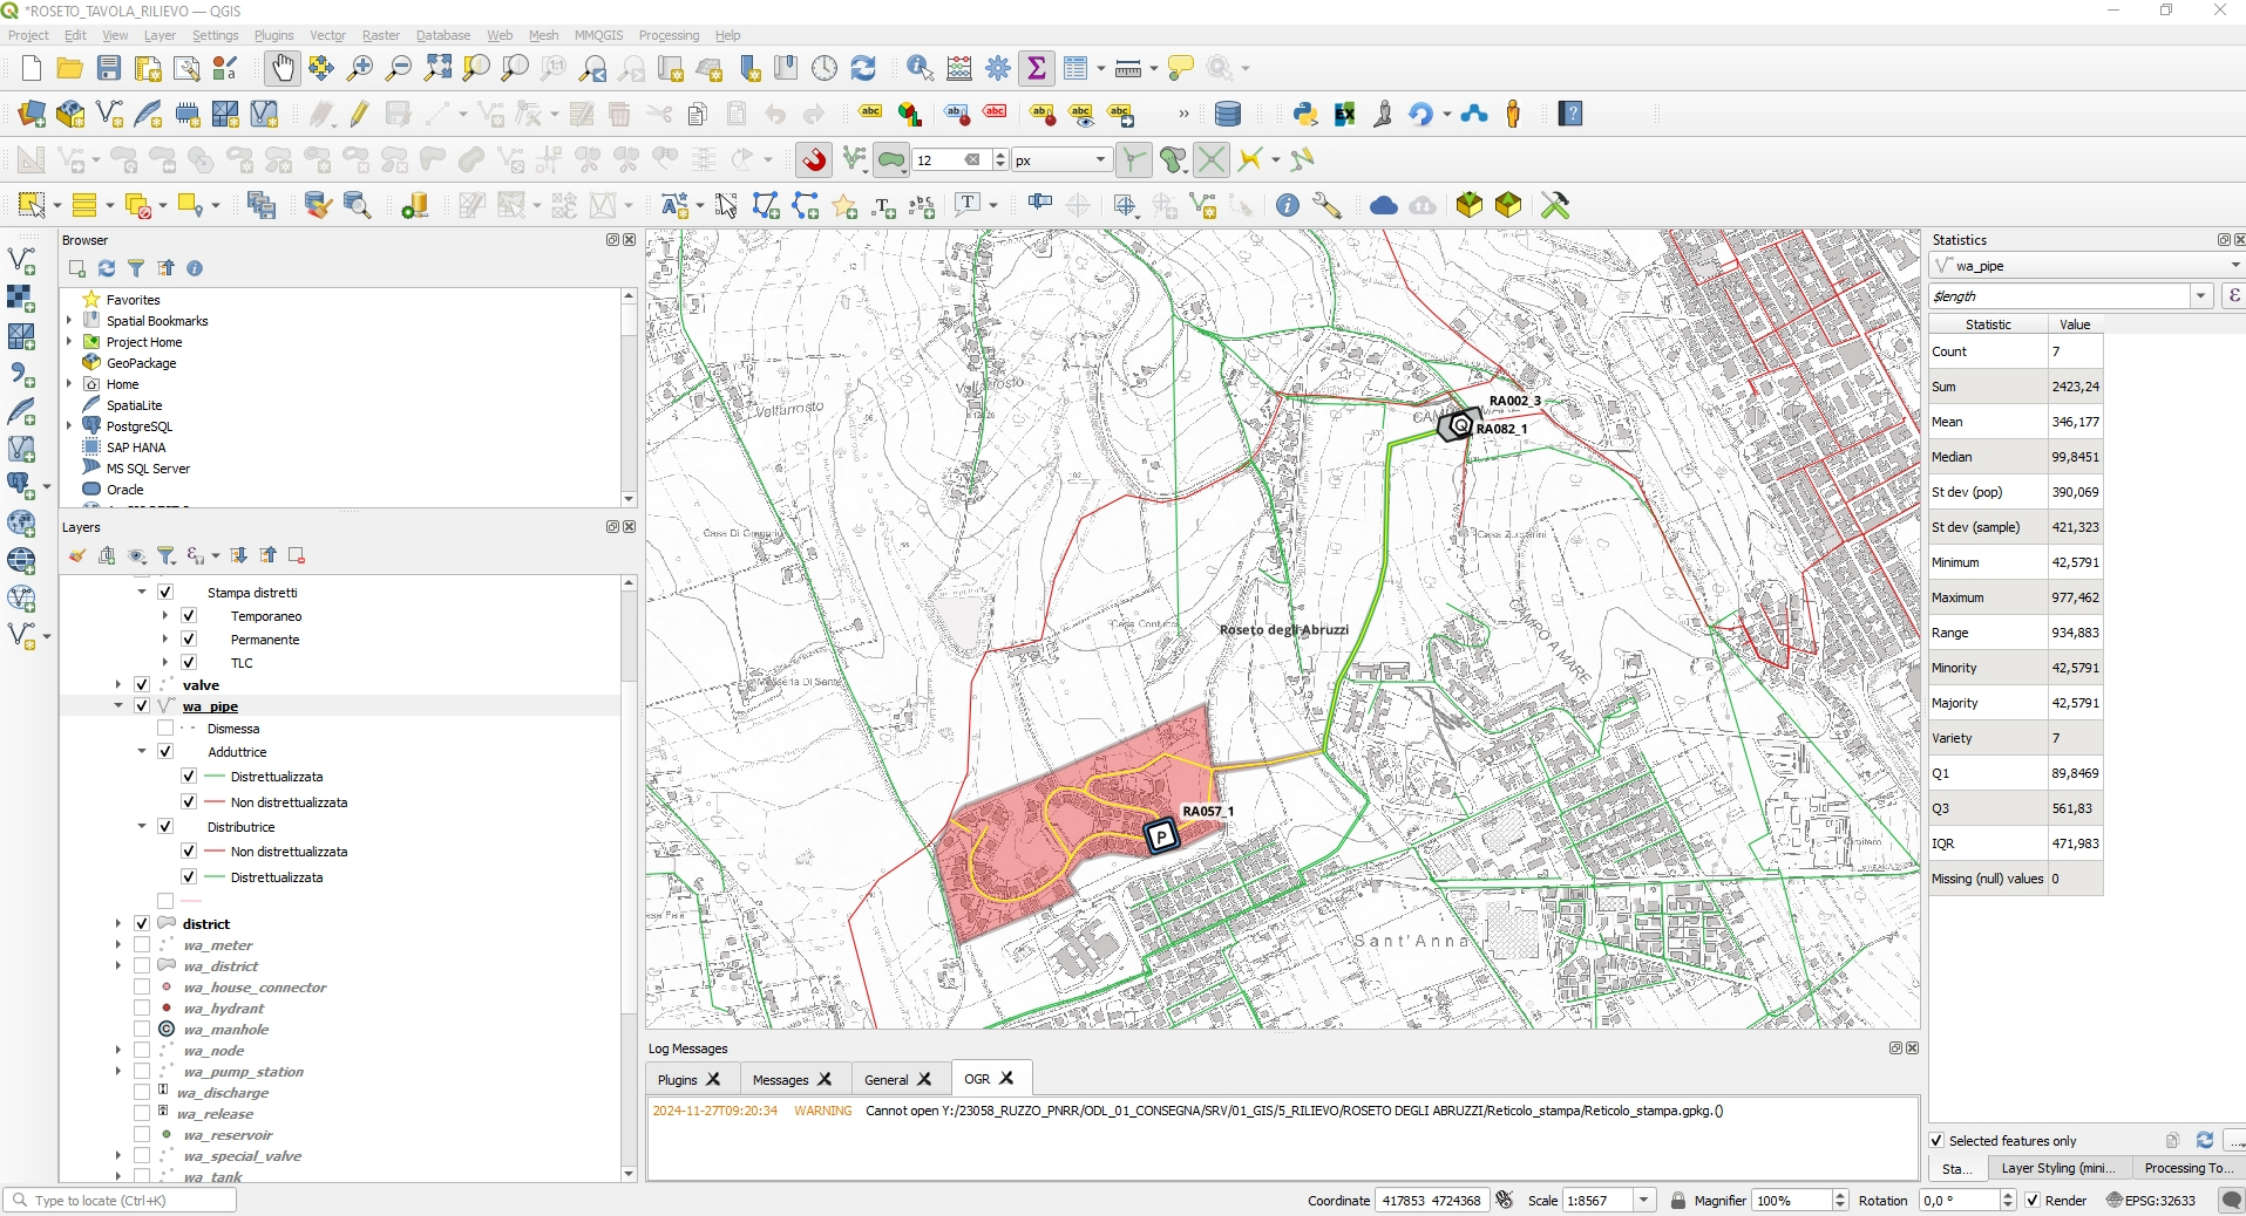 *ROSETO_TAVOLA_RILIEVO — QGIS
Project Edit View Layer Settings Plugins Vector Raster Database Web Mesh MMQGIS Processing Help
12 px
Browser
Favorites
Spatial Bookmarks
Project Home
GeoPackage
Home
SpatiaLite
PostgreSQL
SAP HANA
MS SQL Server
Oracle
Layers
Stampa distretti
Temporaneo
Permanente
TLC
valve
wa_pipe
Dismessa
Adduttrice
Distrettualizzata
Non distrettualizzata
Distributrice
Non distrettualizzata
Distrettualizzata
district
wa_meter
wa_district
wa_house_connector
wa_hydrant
wa_manhole
wa_node
wa_pump_station
wa_discharge
wa_release
wa_reservoir
wa_special_valve
wa_tank
Type to locate (Ctrl+K)
RA002_3
RA082_1
Roseto degli Abruzzi
CAMPO A MARE
RA057_1
P
Sant'Anna
Log Messages
Plugins Messages General OGR
2024-11-27T09:20:34 WARNING Cannot open Y:/23058_RUZZO_PNRR/ODL_01_CONSEGNA/SRV/01_GIS/5_RILIEVO/ROSETO DEGLI ABRUZZI/Reticolo_stampa/Reticolo_stampa.gpkg.()
Statistics
wa_pipe
$length
Statistic Value
Count 7
Sum 2423,24
Mean 346,177
Median 99,8451
St dev (pop) 390,069
St dev (sample) 421,323
Minimum 42,5791
Maximum 977,462
Range 934,883
Minority 42,5791
Majority 42,5791
Variety 7
Q1 89,8469
Q3 561,83
IQR 471,983
Missing (null) values 0
Selected features only
Sta... Layer Styling (mini... Processing To...
Coordinate 417853 4724368 Scale 1:8567 Magnifier 100% Rotation 0,0 ° Render EPSG:32633